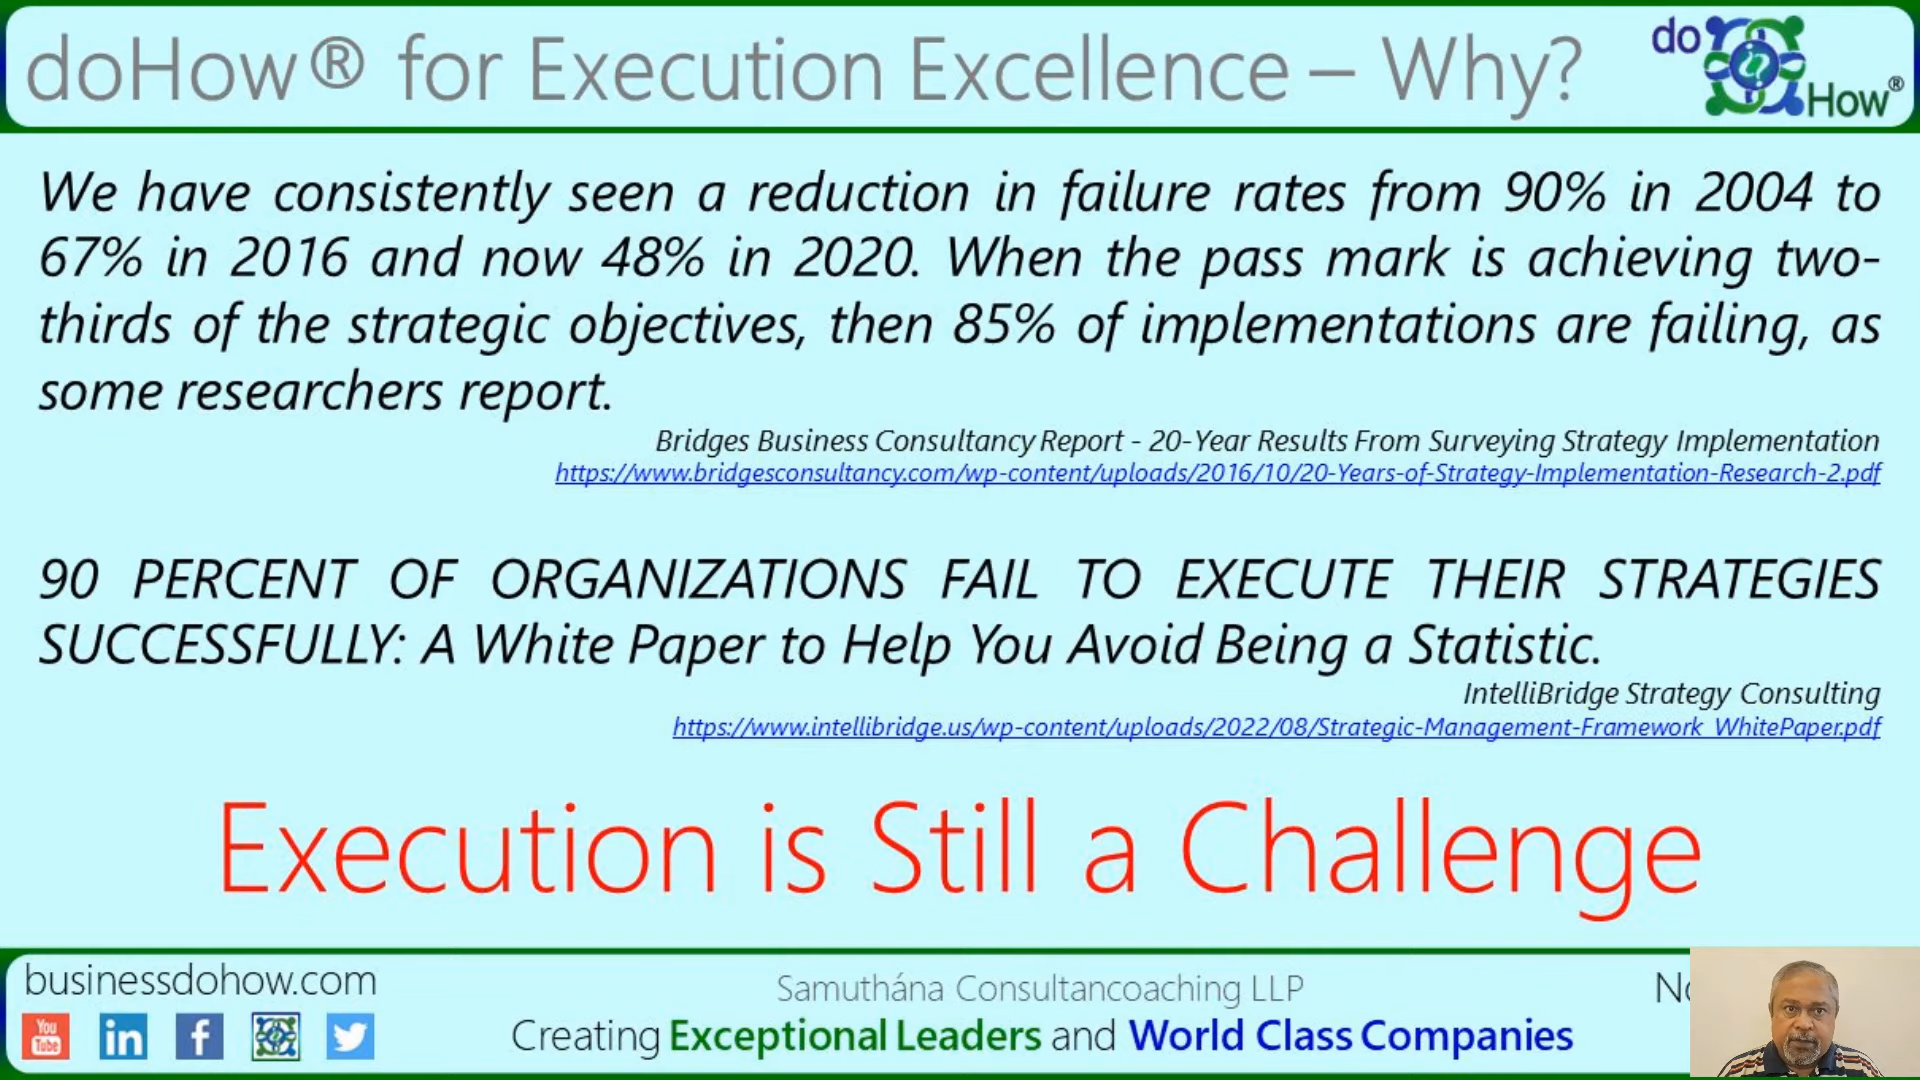 doHow® for Execution Excellence – Why?
do
How®
We have consistently seen a reduction in failure rates from 90% in 2004 to
67% in 2016 and now 48% in 2020. When the pass mark is achieving two-
thirds of the strategic objectives, then 85% of implementations are failing, as
some researchers report.
Bridges Business Consultancy Report - 20-Year Results From Surveying Strategy Implementation
https://www.bridgesconsultancy.com/wp-content/uploads/2016/10/20-Years-of-Strategy-Implementation-Research-2.pdf
90 PERCENT OF ORGANIZATIONS FAIL TO EXECUTE THEIR STRATEGIES
SUCCESSFULLY: A White Paper to Help You Avoid Being a Statistic.
IntelliBridge Strategy Consulting
https://www.intellibridge.us/wp-content/uploads/2022/08/Strategic-Management-Framework_WhitePaper.pdf
Execution is Still a Challenge
businessdohow.com
Samuthána Consultancoaching LLP
You Tube
in
f
Creating Exceptional Leaders and World Class Companies